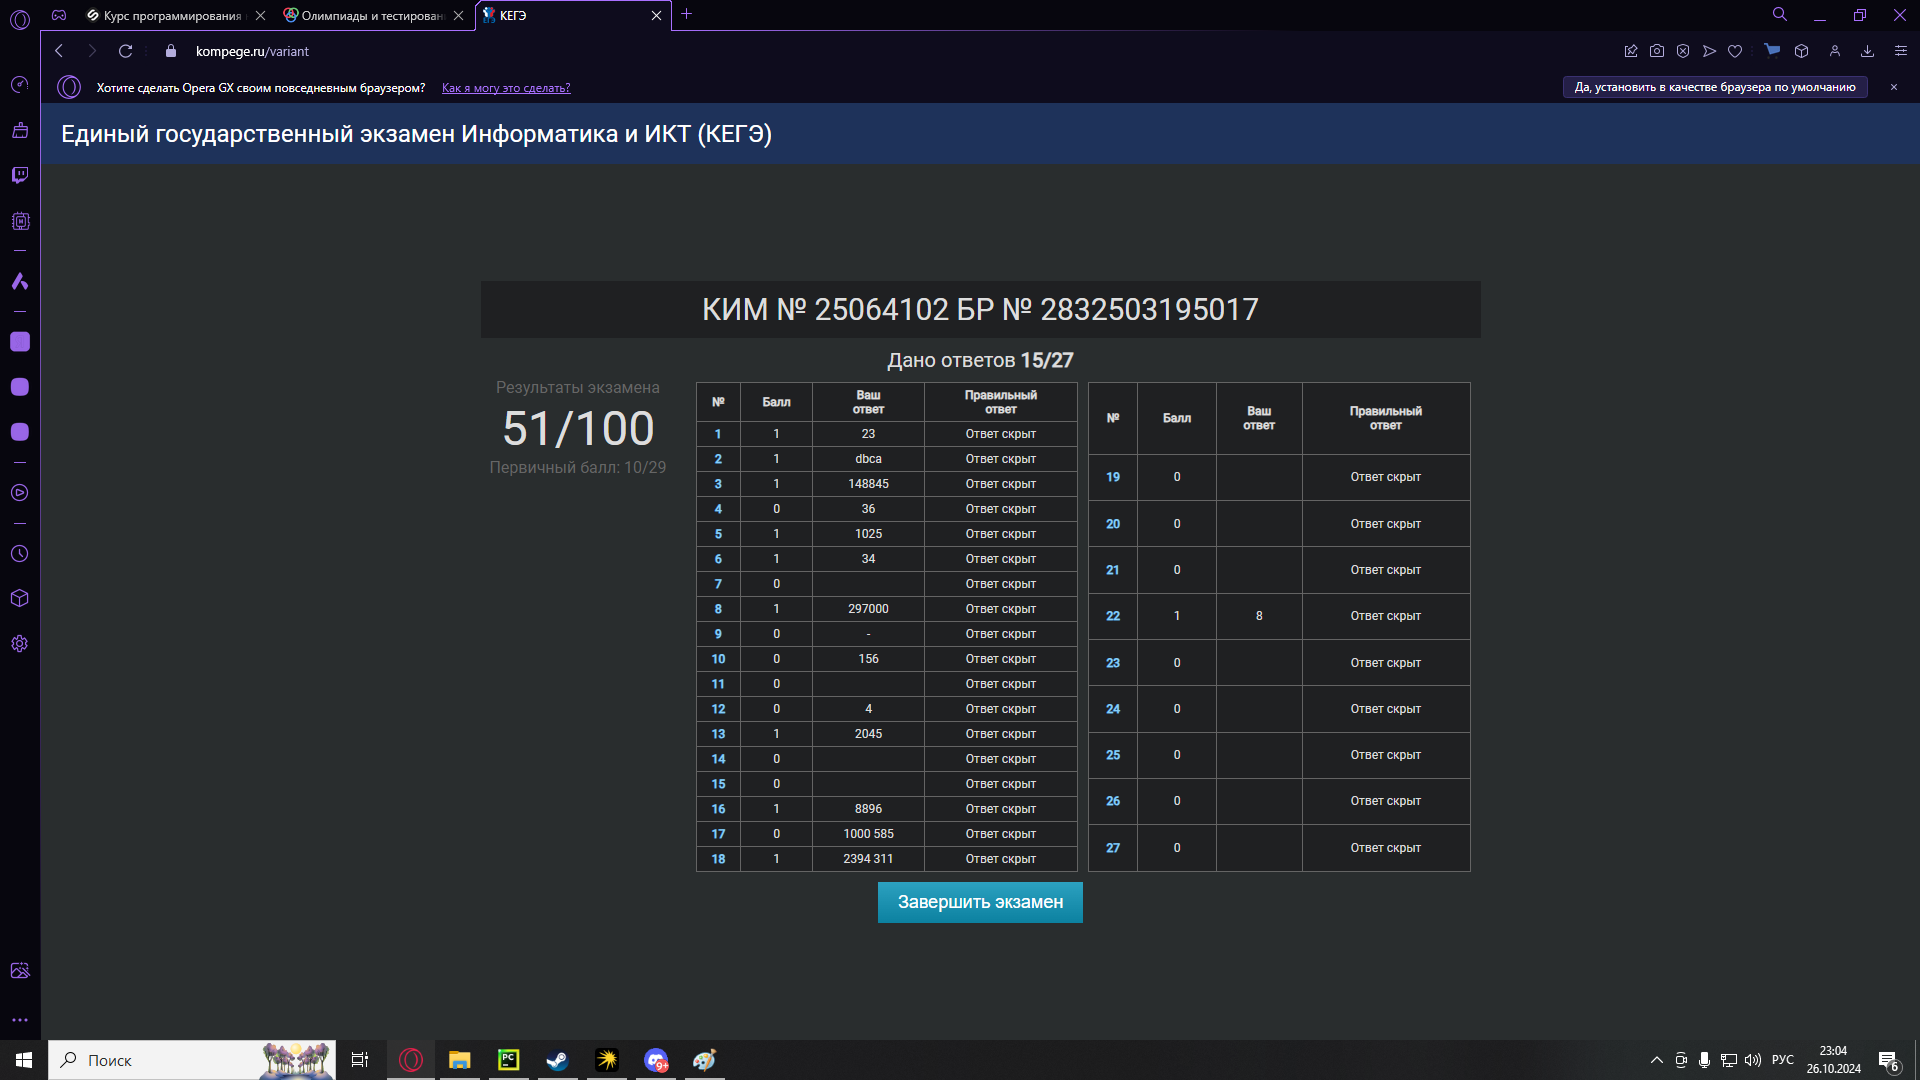 Курс программирования
Олимпиады и тестирован
КЕГЭ
kompege.ru/variant
Хотите сделать Opera GX своим повседневным браузером?
Как я могу это сделать?
Да, установить в качестве браузера по умолчанию
Единый государственный экзамен Информатика и ИКТ (КЕГЭ)
КИМ № 25064102 БР № 2832503195017
Дано ответов 15/27
Результаты экзамена
51/100
Первичный балл: 10/29
№ Балл Ваш ответ Правильный ответ
1 1 23 Ответ скрыт
2 1 dbca Ответ скрыт
3 1 148845 Ответ скрыт
4 0 36 Ответ скрыт
5 1 1025 Ответ скрыт
6 1 34 Ответ скрыт
7 0 Ответ скрыт
8 1 297000 Ответ скрыт
9 0 - Ответ скрыт
10 0 156 Ответ скрыт
11 0 Ответ скрыт
12 0 4 Ответ скрыт
13 1 2045 Ответ скрыт
14 0 Ответ скрыт
15 0 Ответ скрыт
16 1 8896 Ответ скрыт
17 0 1000 585 Ответ скрыт
18 1 2394 311 Ответ скрыт
№ Балл Ваш ответ Правильный ответ
19 0 Ответ скрыт
20 0 Ответ скрыт
21 0 Ответ скрыт
22 1 8 Ответ скрыт
23 0 Ответ скрыт
24 0 Ответ скрыт
25 0 Ответ скрыт
26 0 Ответ скрыт
27 0 Ответ скрыт
Завершить экзамен
Поиск
PC
9+
РУС
23:04
26.10.2024
6